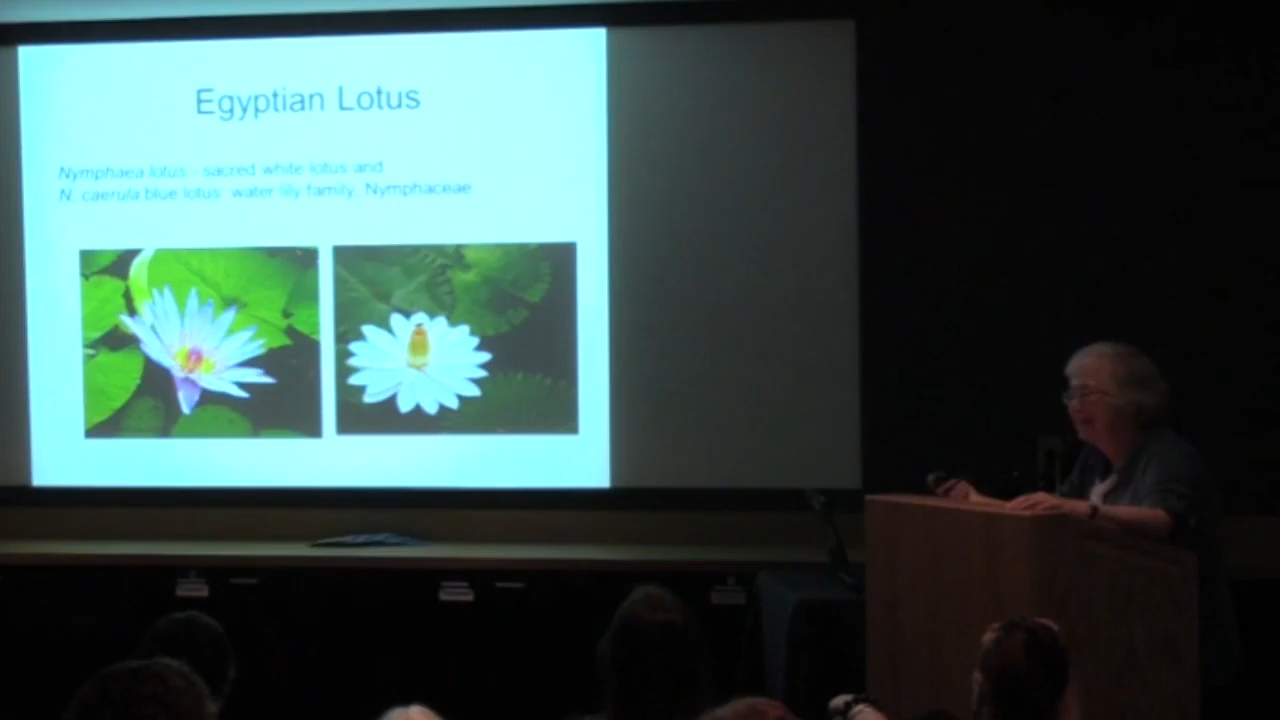 Egyptian Lotus
Nymphaea lotus - sacred white lotus and
N. caerula blue lotus: water lily family, Nymphaceae